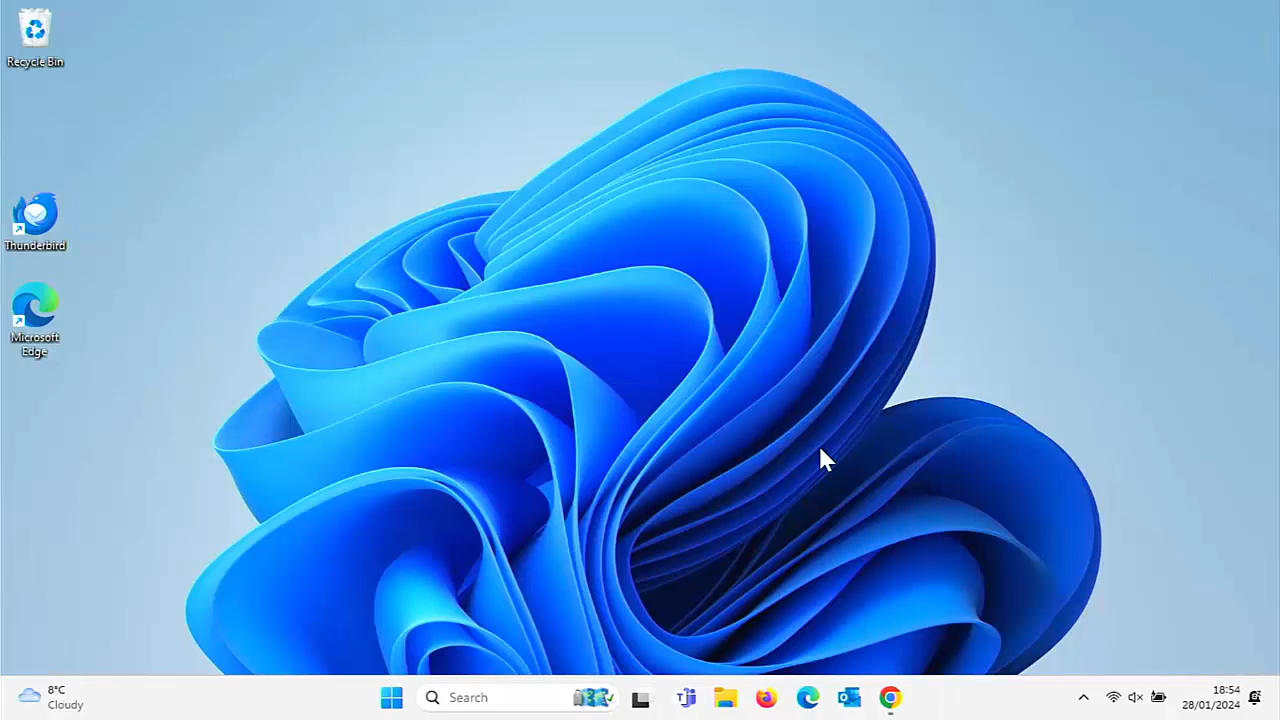 Recycle Bin
Thunderbird
Microsoft
Edge
8°C
Cloudy
Search
18:54
28/01/2024